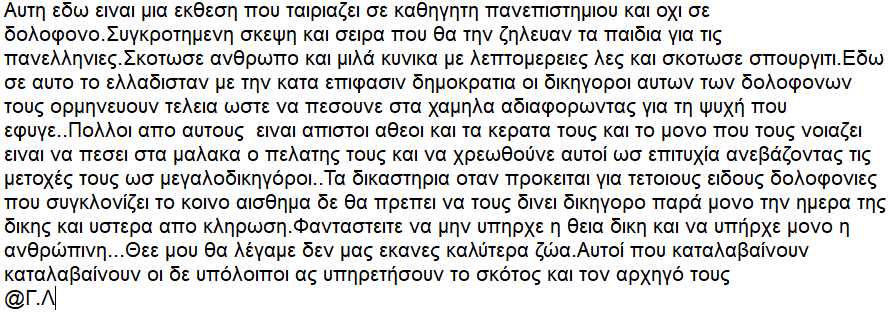 Αυτη εδω ειναι μια εκθεση που ταιριαζει σε καθηγητη πανεπιστημιου και οχι σε
δολοφονο.Συγκροτημενη σκεψη και σειρα που θα την ζηλευαν τα παιδια για τις
πανελληνιες.Σκοτωσε ανθρωπο και μιλά κυνικα με λεπτομερειες λες και σκοτωσε σπουργιτι.Εδω
σε αυτο το ελλαδισταν με την κατα επιφασιν δημοκρατια οι δικηγοροι αυτων των δολοφονων
τους ορμηνευουν τελεια ωστε να πεσουνε στα χαμηλα αδιαφορωντας για τη ψυχή που
εφυγε..Πολλοι απο αυτους  ειναι απιστοι αθεοι και τα κερατα τους και το μονο που τους νοιαζει
ειναι να πεσει στα μαλακα ο πελατης τους και να χρεωθούνε αυτοί ωσ επιτυχία ανεβάζοντας τις
μετοχές τους ωσ μεγαλοδικηγόροι..Τα δικαστηρια οταν προκειται για τετοιους ειδους δολοφονιες
που συγκλονίζει το κοινο αισθημα δε θα πρεπει να τους δινει δικηγορο παρά μονο την ημερα της
δικης και υστερα απο κληρωση.Φανταστειτε να μην υπηρχε η θεια δικη και να υπήρχε μονο η
ανθρώπινη...Θεε μου θα λέγαμε δεν μας εκανες καλύτερα ζώα.Αυτοί που καταλαβαίνουν
καταλαβαίνουν οι δε υπόλοιποι ας υπηρετήσουν το σκότος και τον αρχηγό τους
@Γ.Λ